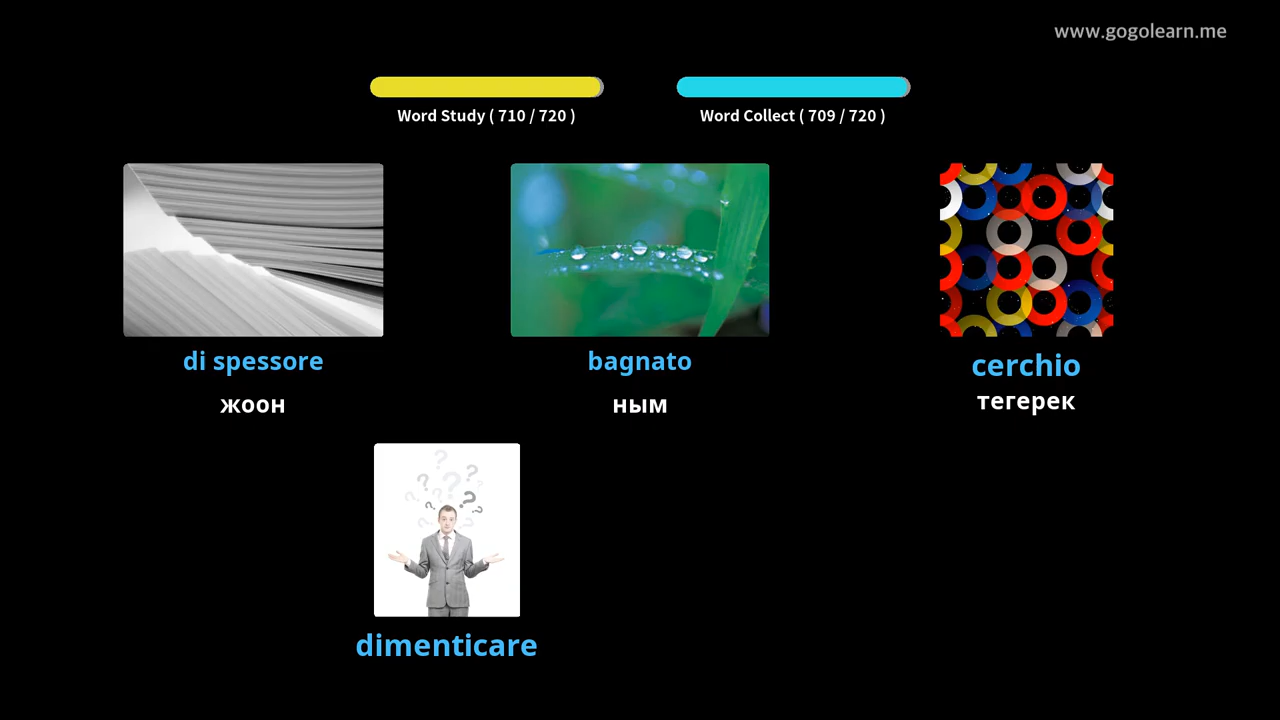 www.gogolearn.me
Word Study ( 710 / 720 )
Word Collect ( 709 / 720 )
di spessore
bagnato
cerchio
жоон
ным
тегерек
dimenticare